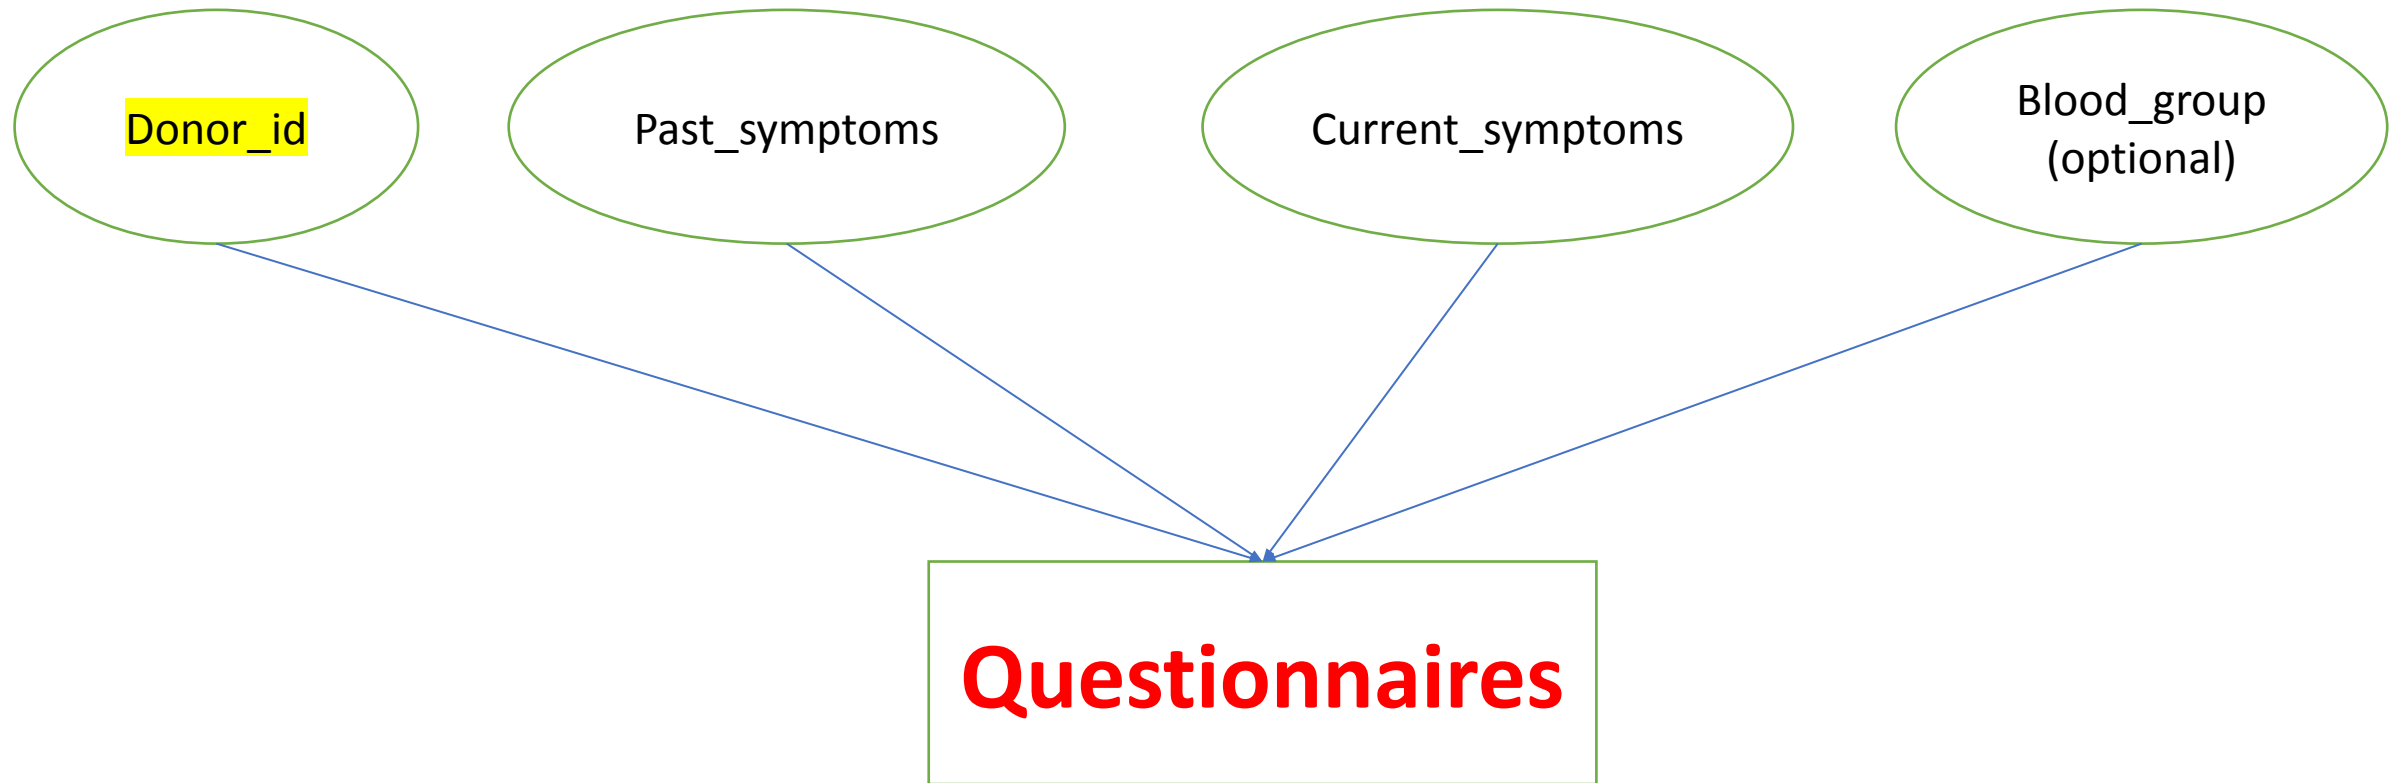 Donor_id
Past_symptoms
Current_symptoms
Blood_group
(optional)
Questionnaires